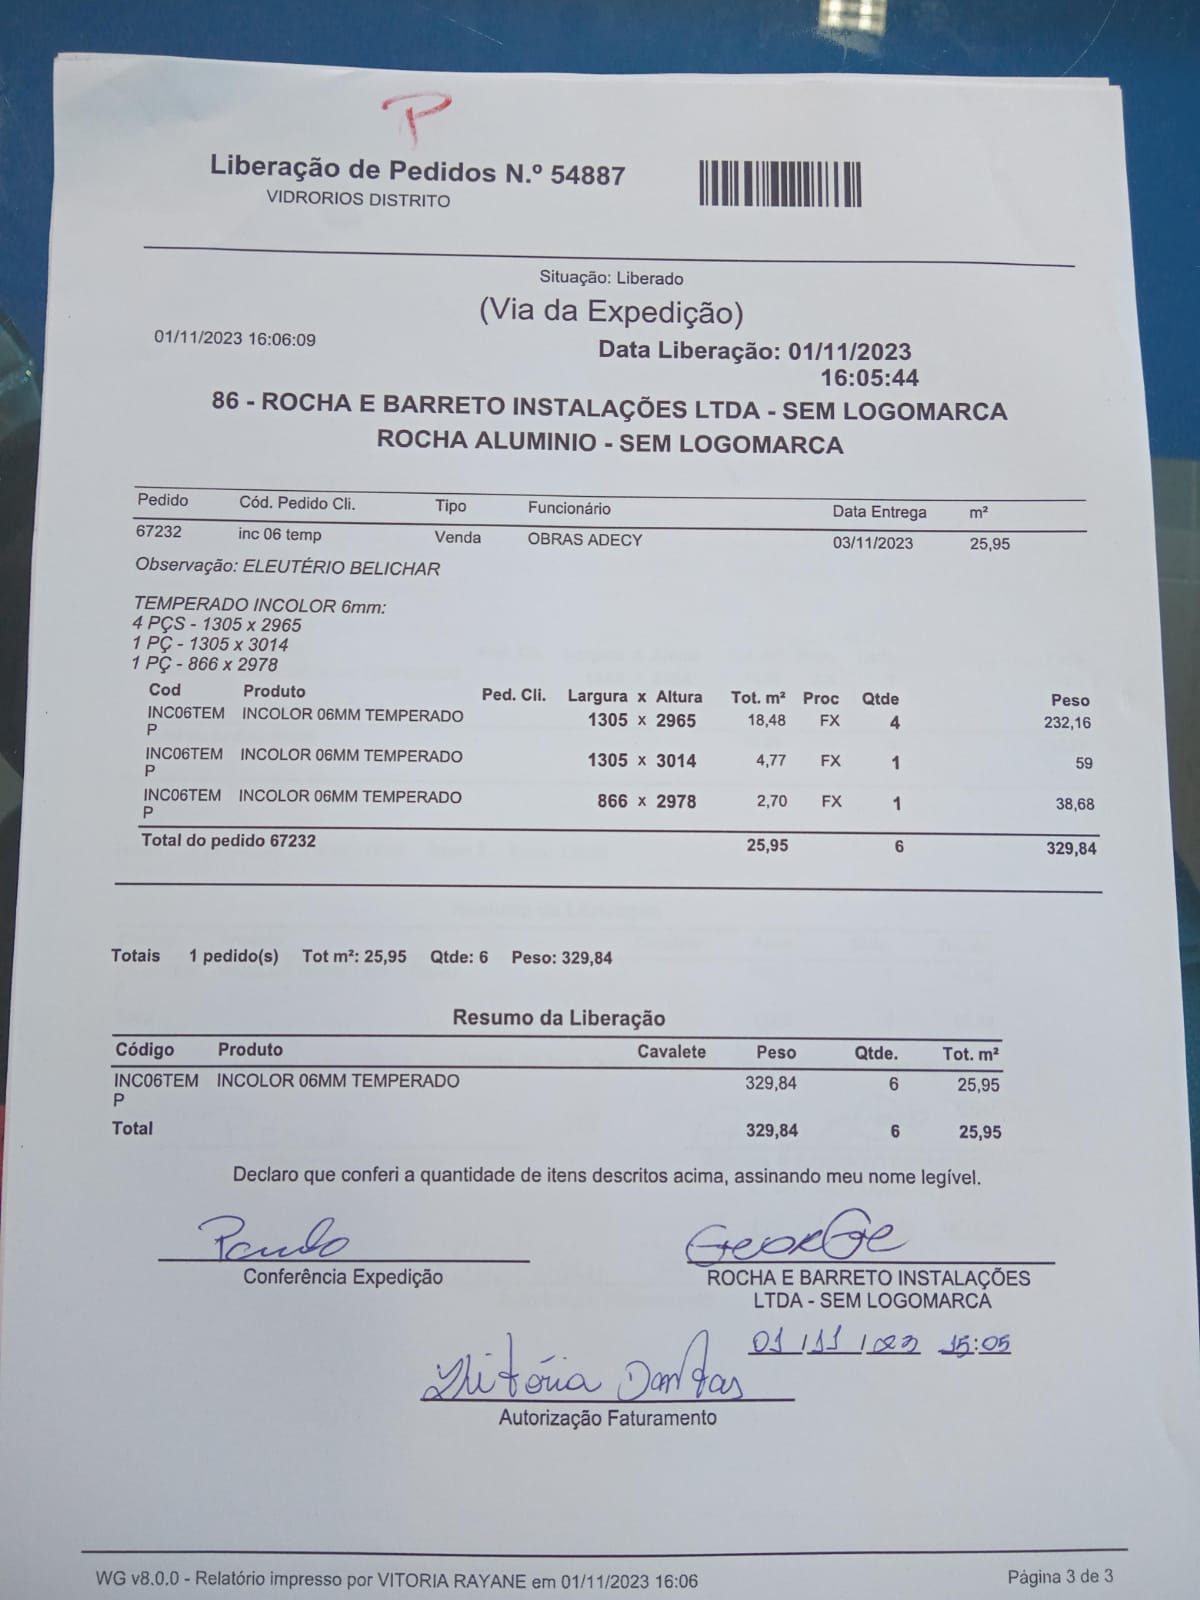 P
Liberação de Pedidos N.º 54887
VIDRORIOS DISTRITO
Situação: Liberado
(Via da Expedição)
01/11/2023 16:06:09
Data Liberação: 01/11/2023
16:05:44
86 - ROCHA E BARRETO INSTALAÇÕES LTDA - SEM LOGOMARCA
ROCHA ALUMINIO - SEM LOGOMARCA
Pedido Cód. Pedido Cli. Tipo Funcionário Data Entrega m²
67232 inc 06 temp Venda OBRAS ADECY 03/11/2023 25,95
Observação: ELEUTÉRIO BELICHAR
TEMPERADO INCOLOR 6mm:
4 PÇS - 1305 x 2965
1 PÇ - 1305 x 3014
1 PÇ - 866 x 2978
Cod Produto Ped. Cli. Largura x Altura Tot. m² Proc Qtde Peso
INC06TEM INCOLOR 06MM TEMPERADO 1305 x 2965 18,48 FX 4 232,16
P
INC06TEM INCOLOR 06MM TEMPERADO 1305 x 3014 4,77 FX 1 59
P
INC06TEM INCOLOR 06MM TEMPERADO 866 x 2978 2,70 FX 1 38,68
P
Total do pedido 67232 25,95 6 329,84
Totais 1 pedido(s) Tot m²: 25,95 Qtde: 6 Peso: 329,84
Resumo da Liberação
Código Produto Cavalete Peso Qtde. Tot. m²
INC06TEM INCOLOR 06MM TEMPERADO 329,84 6 25,95
P
Total 329,84 6 25,95
Declaro que conferi a quantidade de itens descritos acima, assinando meu nome legível.
Paulo George
Conferência Expedição ROCHA E BARRETO INSTALAÇÕES
LTDA - SEM LOGOMARCA
01/11/23 15:05
Vitória Dantas
Autorização Faturamento
WG v8.0.0 - Relatório impresso por VITORIA RAYANE em 01/11/2023 16:06 Página 3 de 3